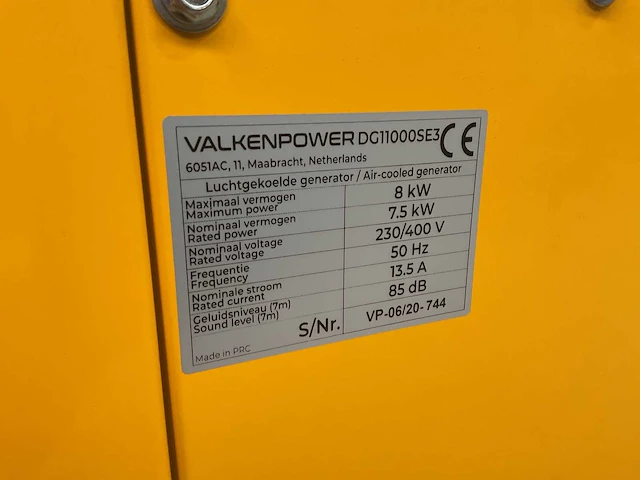 VALKENPOWER DG11000SE3 CE
6051AC, 11, Maabracht, Netherlands
Luchtgekoelde generator / Air-cooled generator
Maximaal vermogen
Maximum power
8 kW
Nominaal vermogen
Rated power
7.5 kW
Nominaal voltage
Rated voltage
230/400 V
Frequentie
Frequency
50 Hz
Nominale stroom
Rated current
13.5 A
Geluidsniveau (7m)
Sound level (7m)
85 dB
S/Nr.
VP-06/20-744
Made in PRC